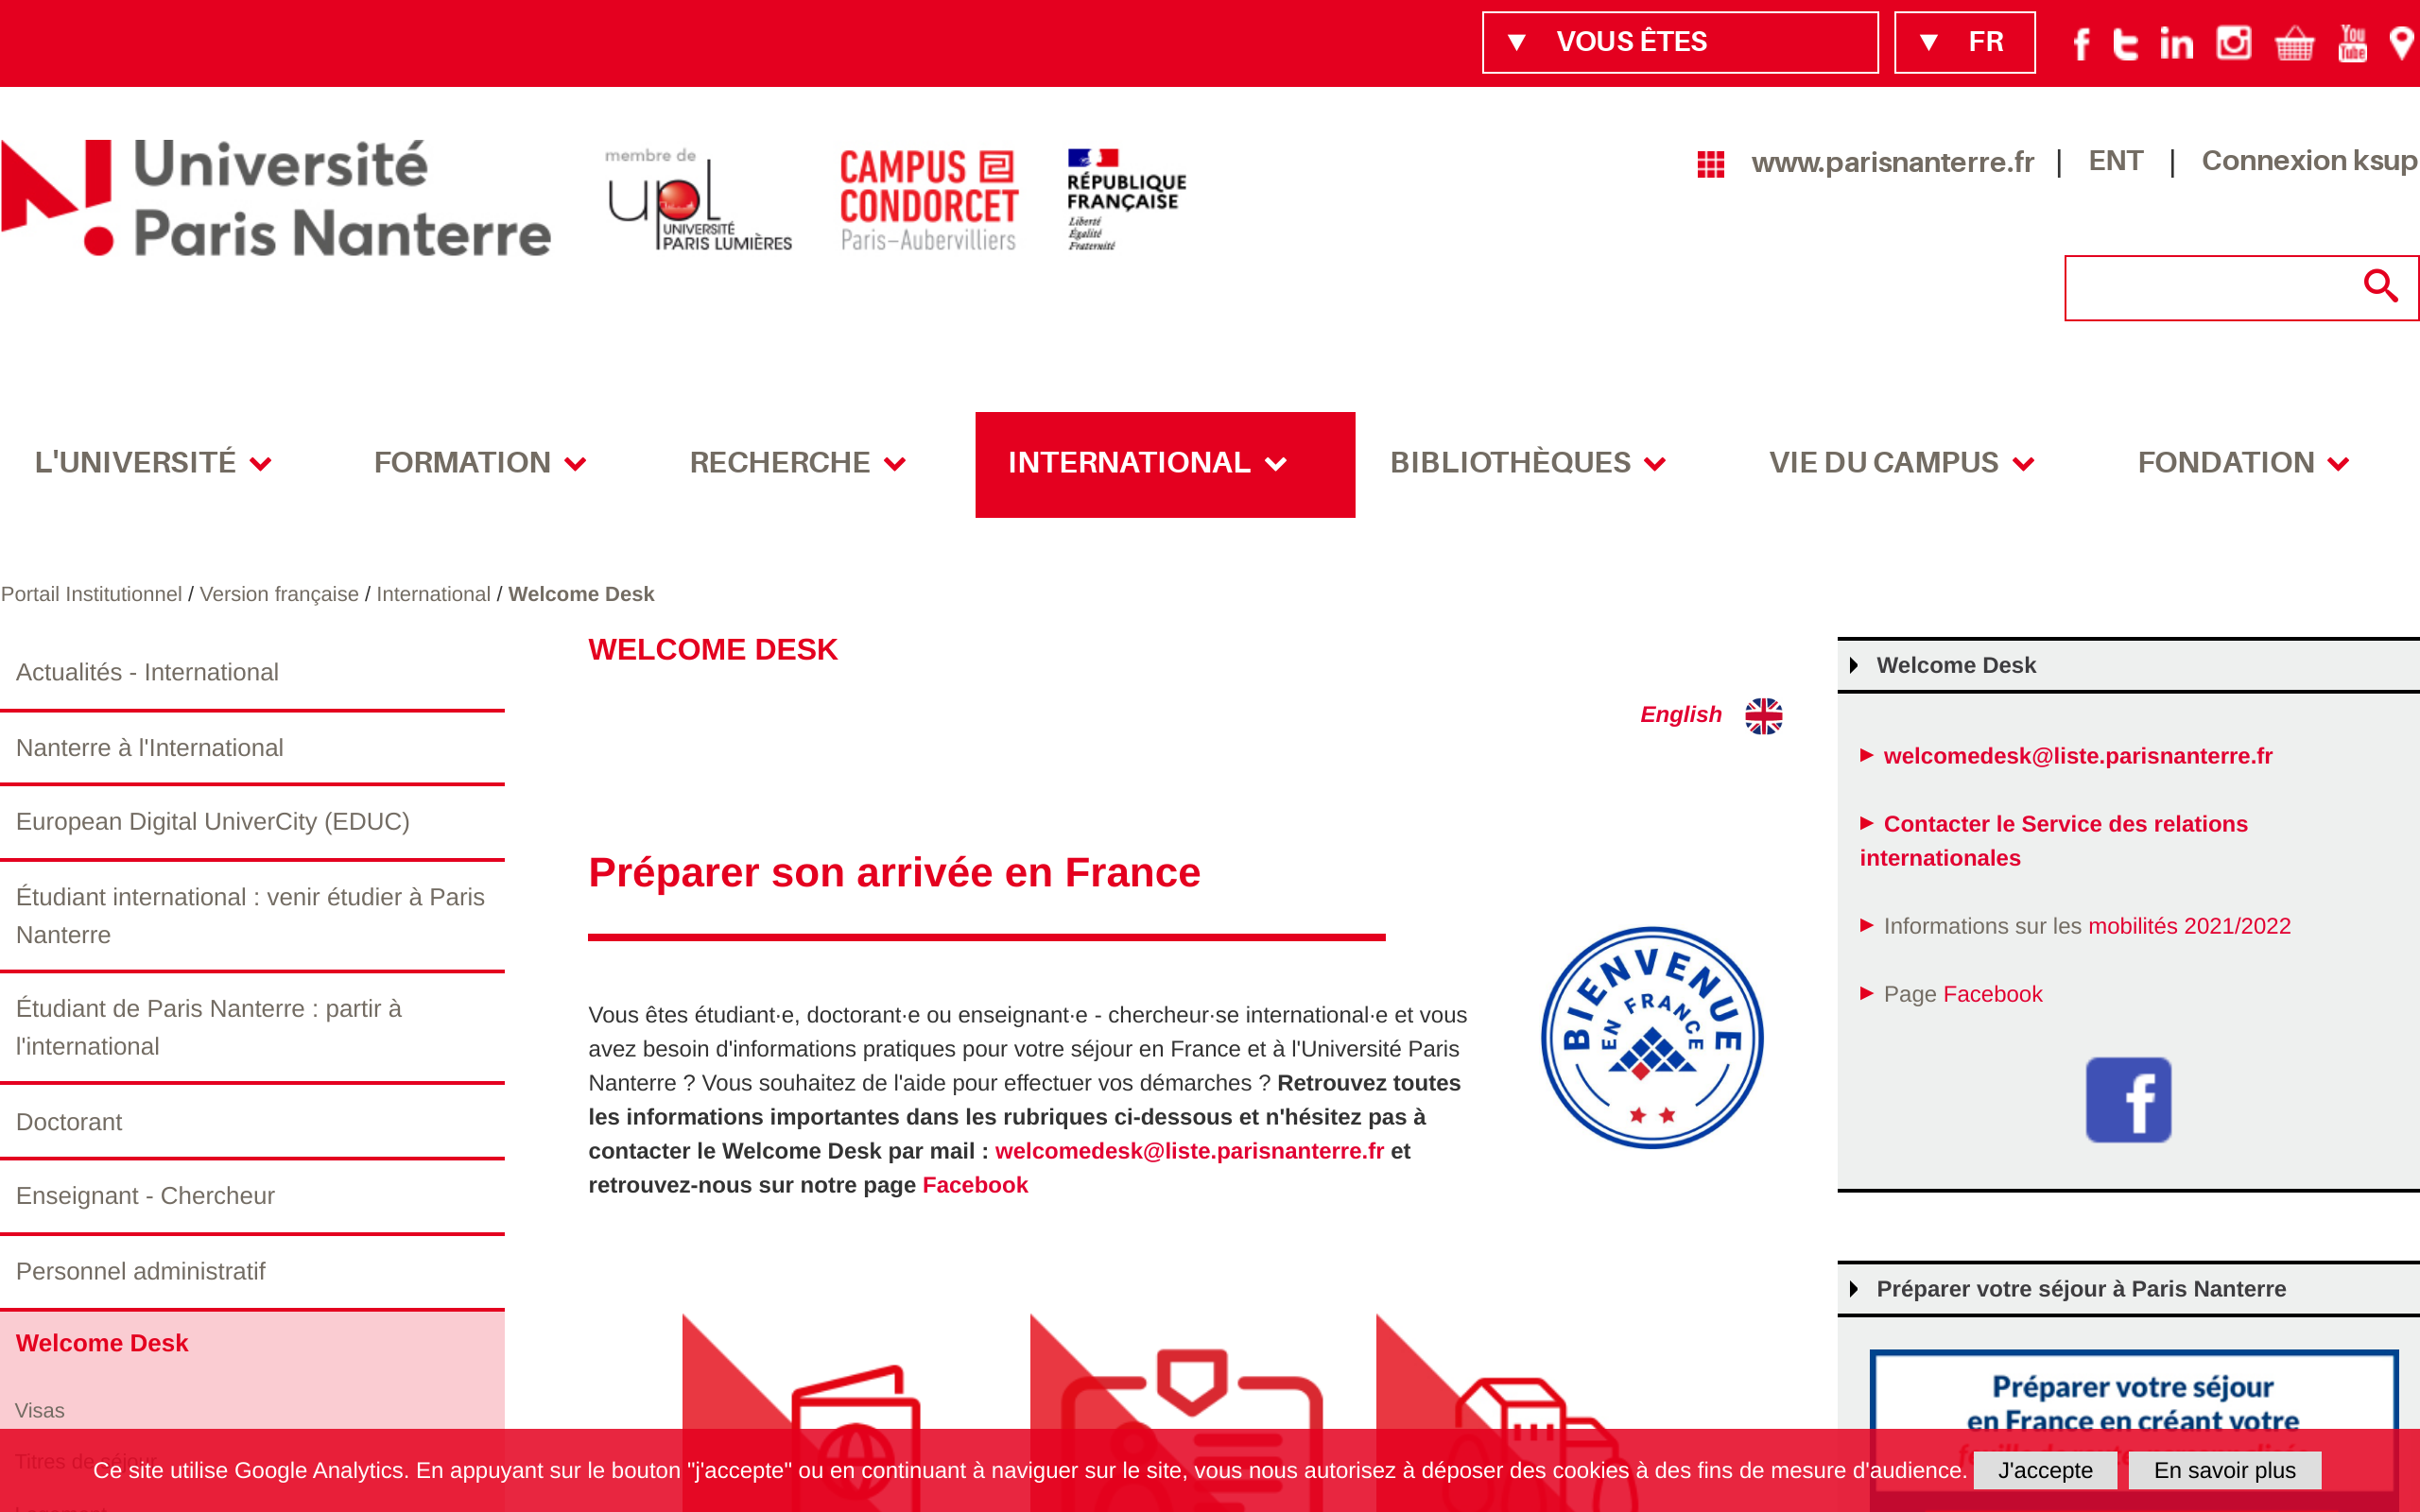 VOUS ÊTES
FR
You
Tube
Université
Paris Nanterre
membre de
upl
UNIVERSITÉ
PARIS LUMIÈRES
CAMPUS
CONDORCET
Paris–Aubervilliers
RÉPUBLIQUE
FRANÇAISE
Liberté
Égalité
Fraternité
www.parisnanterre.fr | ENT | Connexion ksup
L'UNIVERSITÉ
FORMATION
RECHERCHE
INTERNATIONAL
BIBLIOTHÈQUES
VIE DU CAMPUS
FONDATION
Portail Institutionnel / Version française / International / Welcome Desk
Actualités - International
Nanterre à l'International
European Digital UniverCity (EDUC)
Étudiant international : venir étudier à Paris
Nanterre
Étudiant de Paris Nanterre : partir à
l'international
Doctorant
Enseignant - Chercheur
Personnel administratif
Welcome Desk
Visas
Titres de séjour
WELCOME DESK
English
Préparer son arrivée en France
Vous êtes étudiant·e, doctorant·e ou enseignant·e - chercheur·se international·e et vous
avez besoin d'informations pratiques pour votre séjour en France et à l'Université Paris
Nanterre ? Vous souhaitez de l'aide pour effectuer vos démarches ? Retrouvez toutes
les informations importantes dans les rubriques ci-dessous et n'hésitez pas à
contacter le Welcome Desk par mail : welcomedesk@liste.parisnanterre.fr et
retrouvez-nous sur notre page Facebook
BIENVENUE
EN FRANCE
Welcome Desk
welcomedesk@liste.parisnanterre.fr
Contacter le Service des relations
internationales
Informations sur les mobilités 2021/2022
Page Facebook
Préparer votre séjour à Paris Nanterre
Préparer votre séjour
en France en créant votre
Ce site utilise Google Analytics. En appuyant sur le bouton "j'accepte" ou en continuant à naviguer sur le site, vous nous autorisez à déposer des cookies à des fins de mesure d'audience.
J'accepte
En savoir plus